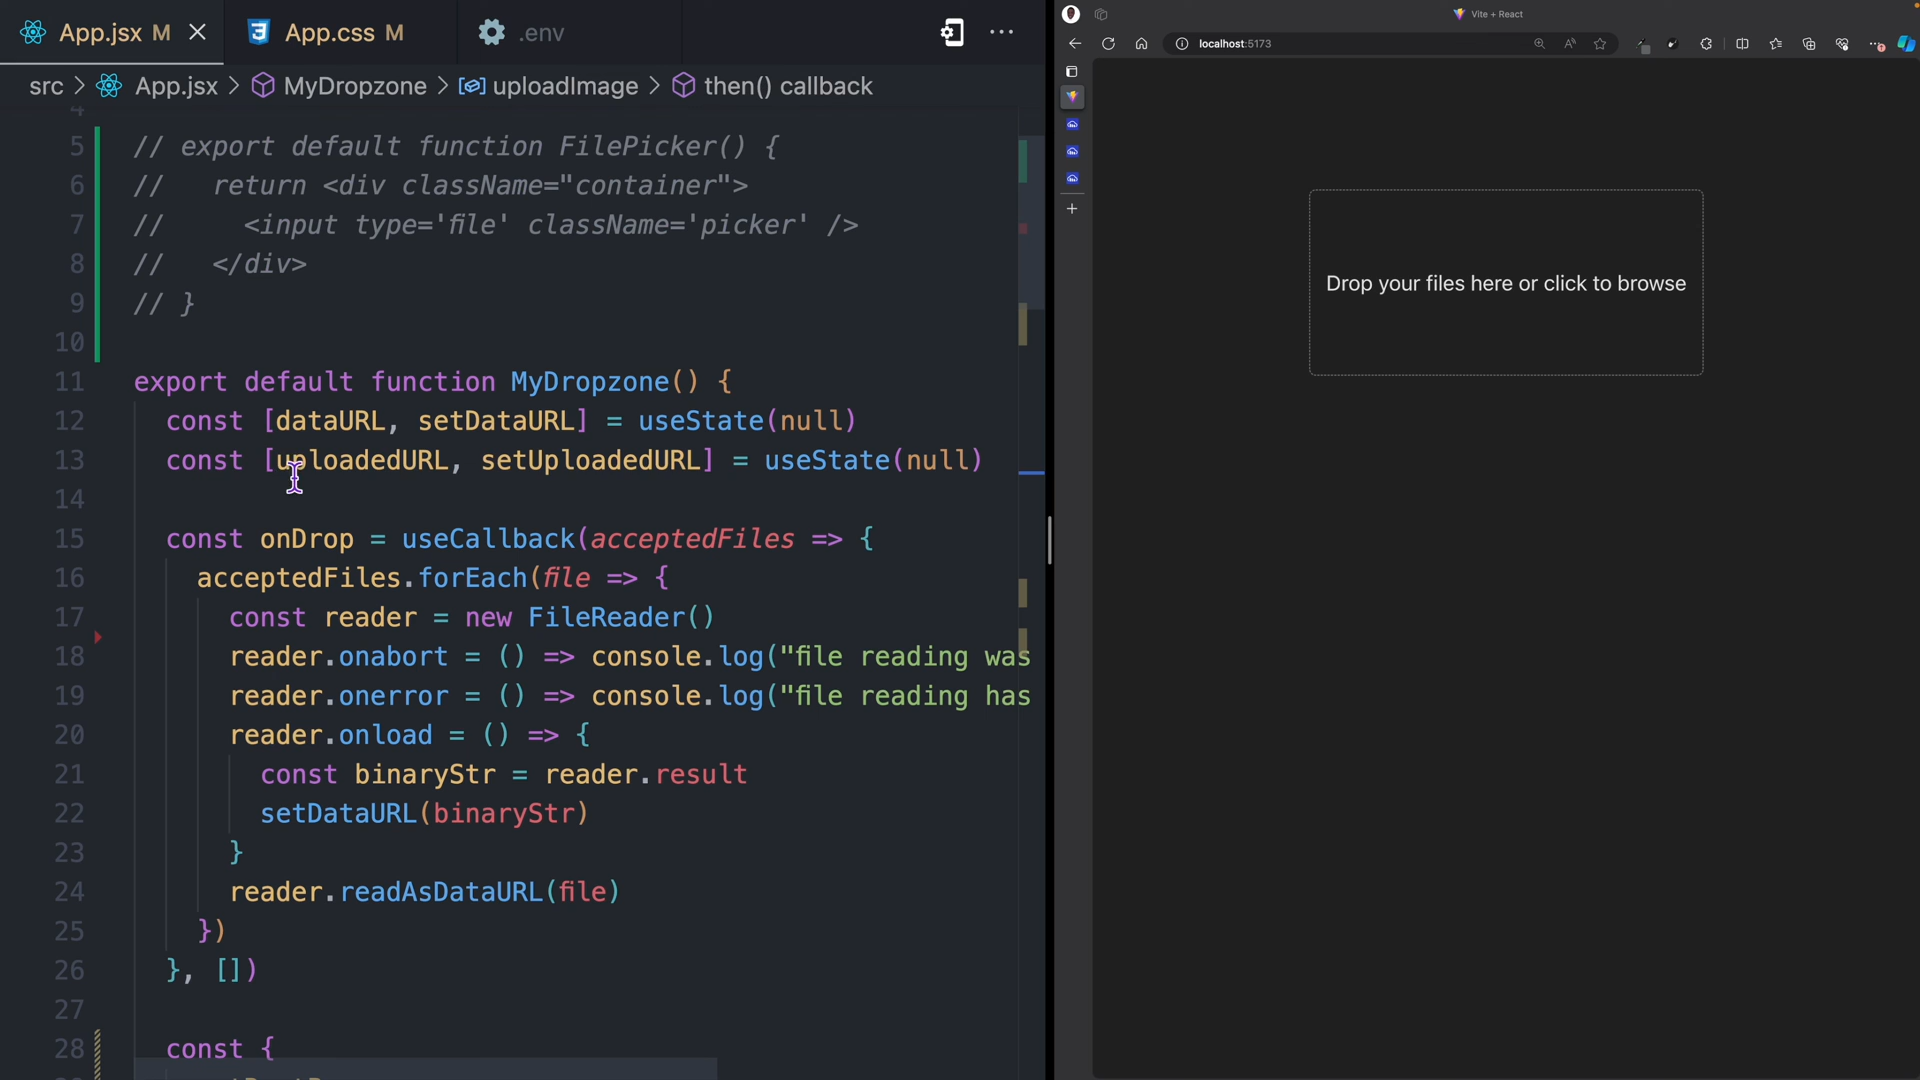 App.jsx M
App.css M
.env
src > App.jsx > MyDropzone > uploadImage > then() callback
4
5 // export default function FilePicker() {
6 //   return <div className="container">
7 //     <input type='file' className='picker' />
8 //   </div>
9 // }
10
11 export default function MyDropzone() {
12   const [dataURL, setDataURL] = useState(null)
13   const [uploadedURL, setUploadedURL] = useState(null)
14
15   const onDrop = useCallback(acceptedFiles => {
16     acceptedFiles.forEach(file => {
17       const reader = new FileReader()
18       reader.onabort = () => console.log("file reading was
19       reader.onerror = () => console.log("file reading has
20       reader.onload = () => {
21         const binaryStr = reader.result
22         setDataURL(binaryStr)
23       }
24       reader.readAsDataURL(file)
25     })
26   }, [])
27
28   const {
Vite + React
localhost:5173
Drop your files here or click to browse